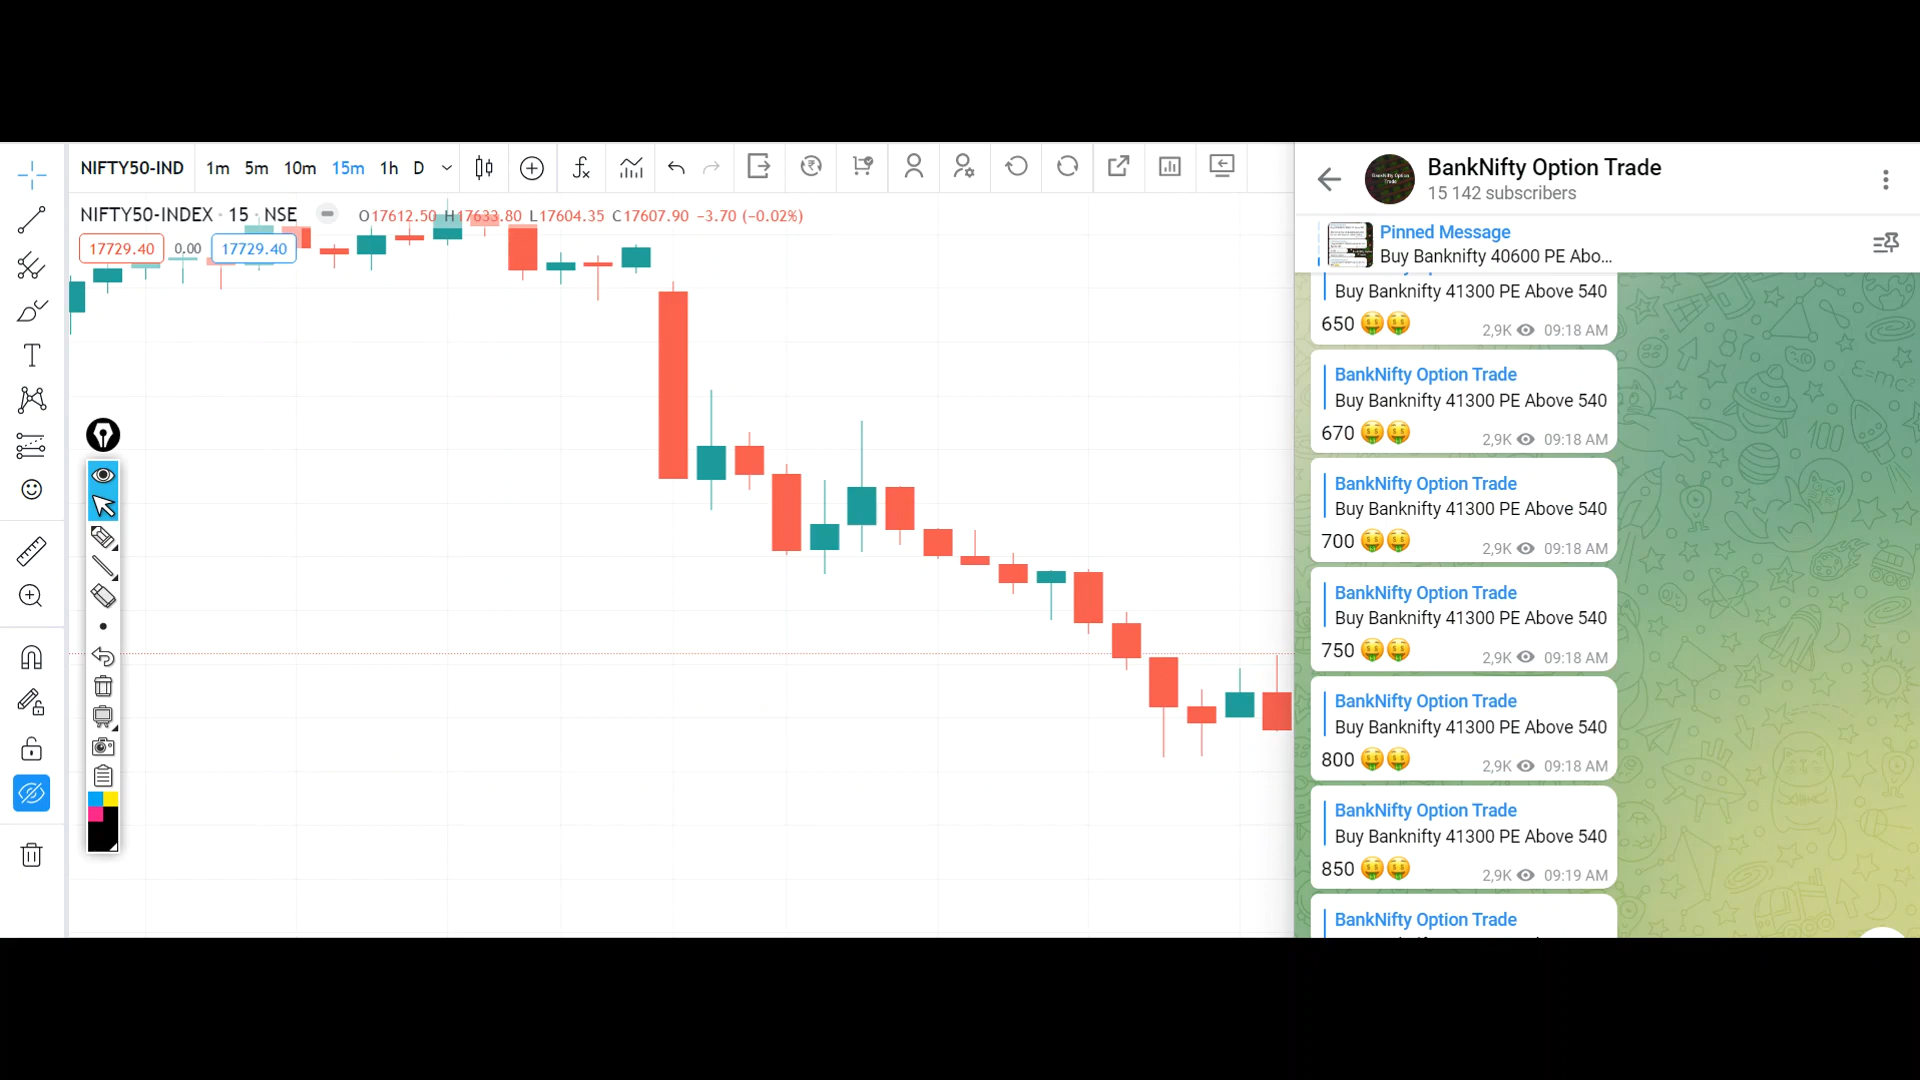 NIFTY50-IND 1m 5m 10m 15m 1h D
NIFTY50-INDEX · 15 · NSE O17612.50 H17633.80 L17604.35 C17607.90 −3.70 (−0.02%)
17729.40 0.00 17729.40
T
BankNifty Option Trade
15 142 subscribers
Pinned Message
Buy Banknifty 40600 PE Abo...
Buy Banknifty 41300 PE Above 540
650 🤑🤑 2,9K 09:18 AM
BankNifty Option Trade
Buy Banknifty 41300 PE Above 540
670 🤑🤑 2,9K 09:18 AM
BankNifty Option Trade
Buy Banknifty 41300 PE Above 540
700 🤑🤑 2,9K 09:18 AM
BankNifty Option Trade
Buy Banknifty 41300 PE Above 540
750 🤑🤑 2,9K 09:18 AM
BankNifty Option Trade
Buy Banknifty 41300 PE Above 540
800 🤑🤑 2,9K 09:18 AM
BankNifty Option Trade
Buy Banknifty 41300 PE Above 540
850 🤑🤑 2,9K 09:19 AM
BankNifty Option Trade